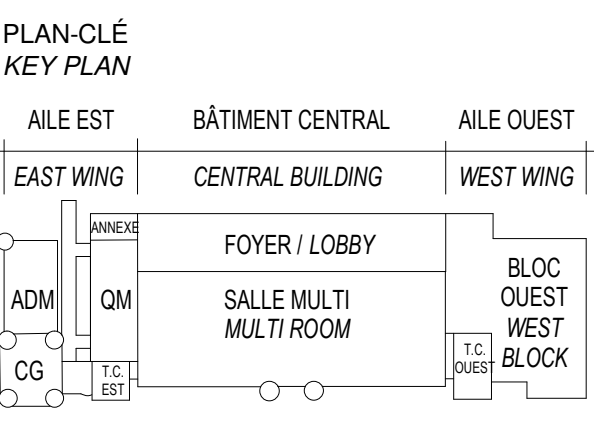 PLAN-CLÉ
KEY PLAN
AILE EST
BÂTIMENT CENTRAL
AILE OUEST
EAST WING
CENTRAL BUILDING
WEST WING
ANNEXE
FOYER / LOBBY
ADM
QM
SALLE MULTI
MULTI ROOM
BLOC
OUEST
WEST
BLOCK
CG
T.C.
EST
T.C.
OUEST